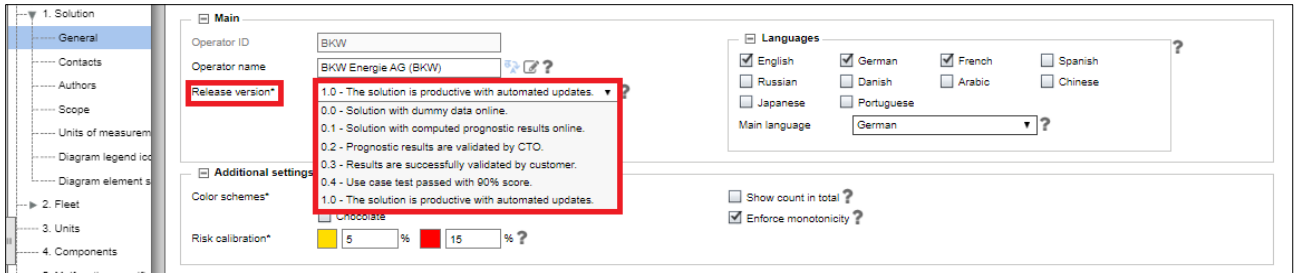 1. Solution
General
Contacts
Authors
Scope
Units of measurem
Diagram legend ico
Diagram element s
2. Fleet
3. Units
4. Components
Main
Operator ID BKW
Operator name BKW Energie AG (BKW) ?
Release version* 1.0 - The solution is productive with automated updates. ?
0.0 - Solution with dummy data online.
0.1 - Solution with computed prognostic results online.
0.2 - Prognostic results are validated by CTO.
0.3 - Results are successfully validated by customer.
0.4 - Use case test passed with 90% score.
1.0 - The solution is productive with automated updates.
Languages ?
English German French Spanish
Russian Danish Arabic Chinese
Japanese Portuguese
Main language German ?
Additional settings
Color schemes*
Chocolate
Risk calibration* 5 % 15 % ?
Show count in total ?
Enforce monotonicity ?